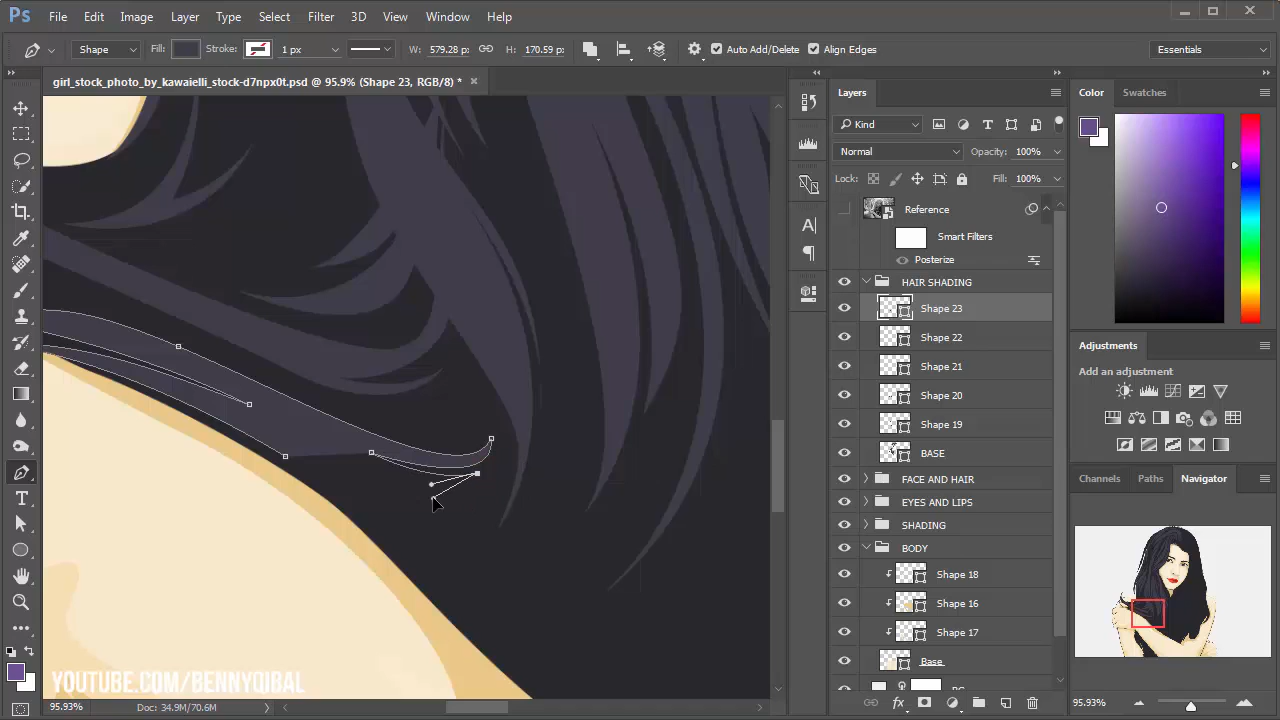 Ps File Edit Image Layer Type Select Filter 3D View Window Help
Shape Fill: Stroke: 1 px W: 579.28 px H: 170.59 px Auto Add/Delete Align Edges Essentials
girl_stock_photo_by_kawaielli_stock-d7npx0t.psd @ 95.9% (Shape 23, RGB/8) *
Layers
Kind
Normal Opacity: 100%
Lock: Fill: 100%
Reference
Smart Filters
Posterize
HAIR SHADING
Shape 23
Shape 22
Shape 21
Shape 20
Shape 19
BASE
FACE AND HAIR
EYES AND LIPS
SHADING
BODY
Shape 18
Shape 16
Shape 17
Base
Color Swatches
Adjustments
Add an adjustment
Channels Paths Navigator
95.93%
YOUTUBE.COM/BENNYQIBAL
95.93% Doc: 34.9M/70.6M